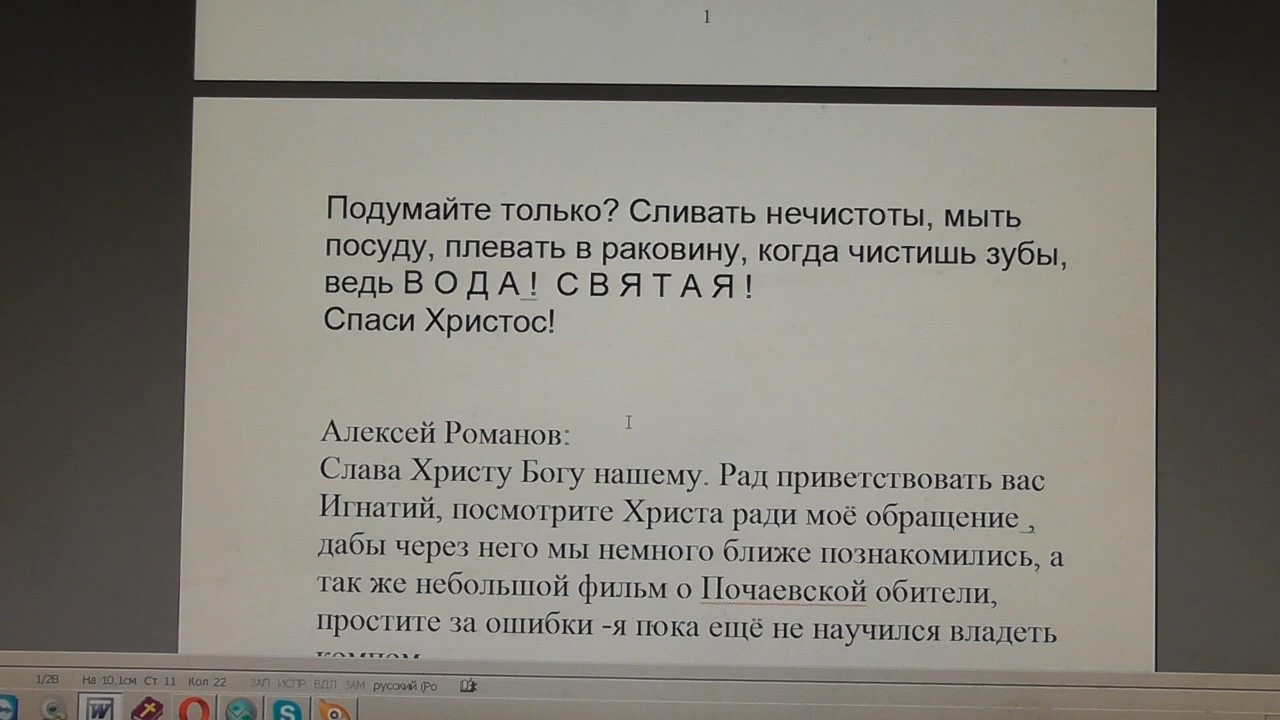 1
Подумайте только? Сливать нечистоты, мыть
посуду, плевать в раковину, когда чистишь зубы,
ведь В О Д А ! С В Я Т А Я !
Спаси Христос!
Алексей Романов:
Слава Христу Богу нашему. Рад приветствовать вас
Игнатий, посмотрите Христа ради моё обращение ,
дабы через него мы немного ближе познакомились, а
так же небольшой фильм о Почаевской обители,
простите за ошибки -я пока ещё не научился владеть
1/28 На 10,1см Ст 11 Кол 22 ЗАП ИСПР ВДЛ ЗАМ русский (Ро